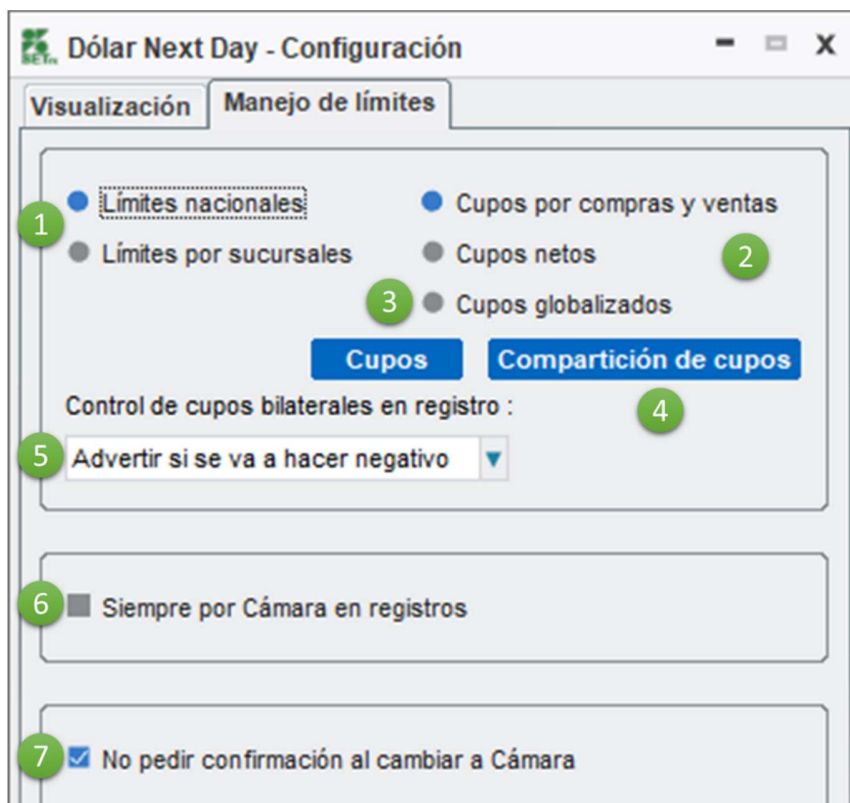 SETFX Dólar Next Day - Configuración X
Visualización Manejo de límites
1 Límites nacionales Cupos por compras y ventas
Límites por sucursales Cupos netos 2
3 Cupos globalizados
Cupos Compartición de cupos
Control de cupos bilaterales en registro : 4
5 Advertir si se va a hacer negativo
6 Siempre por Cámara en registros
7 No pedir confirmación al cambiar a Cámara